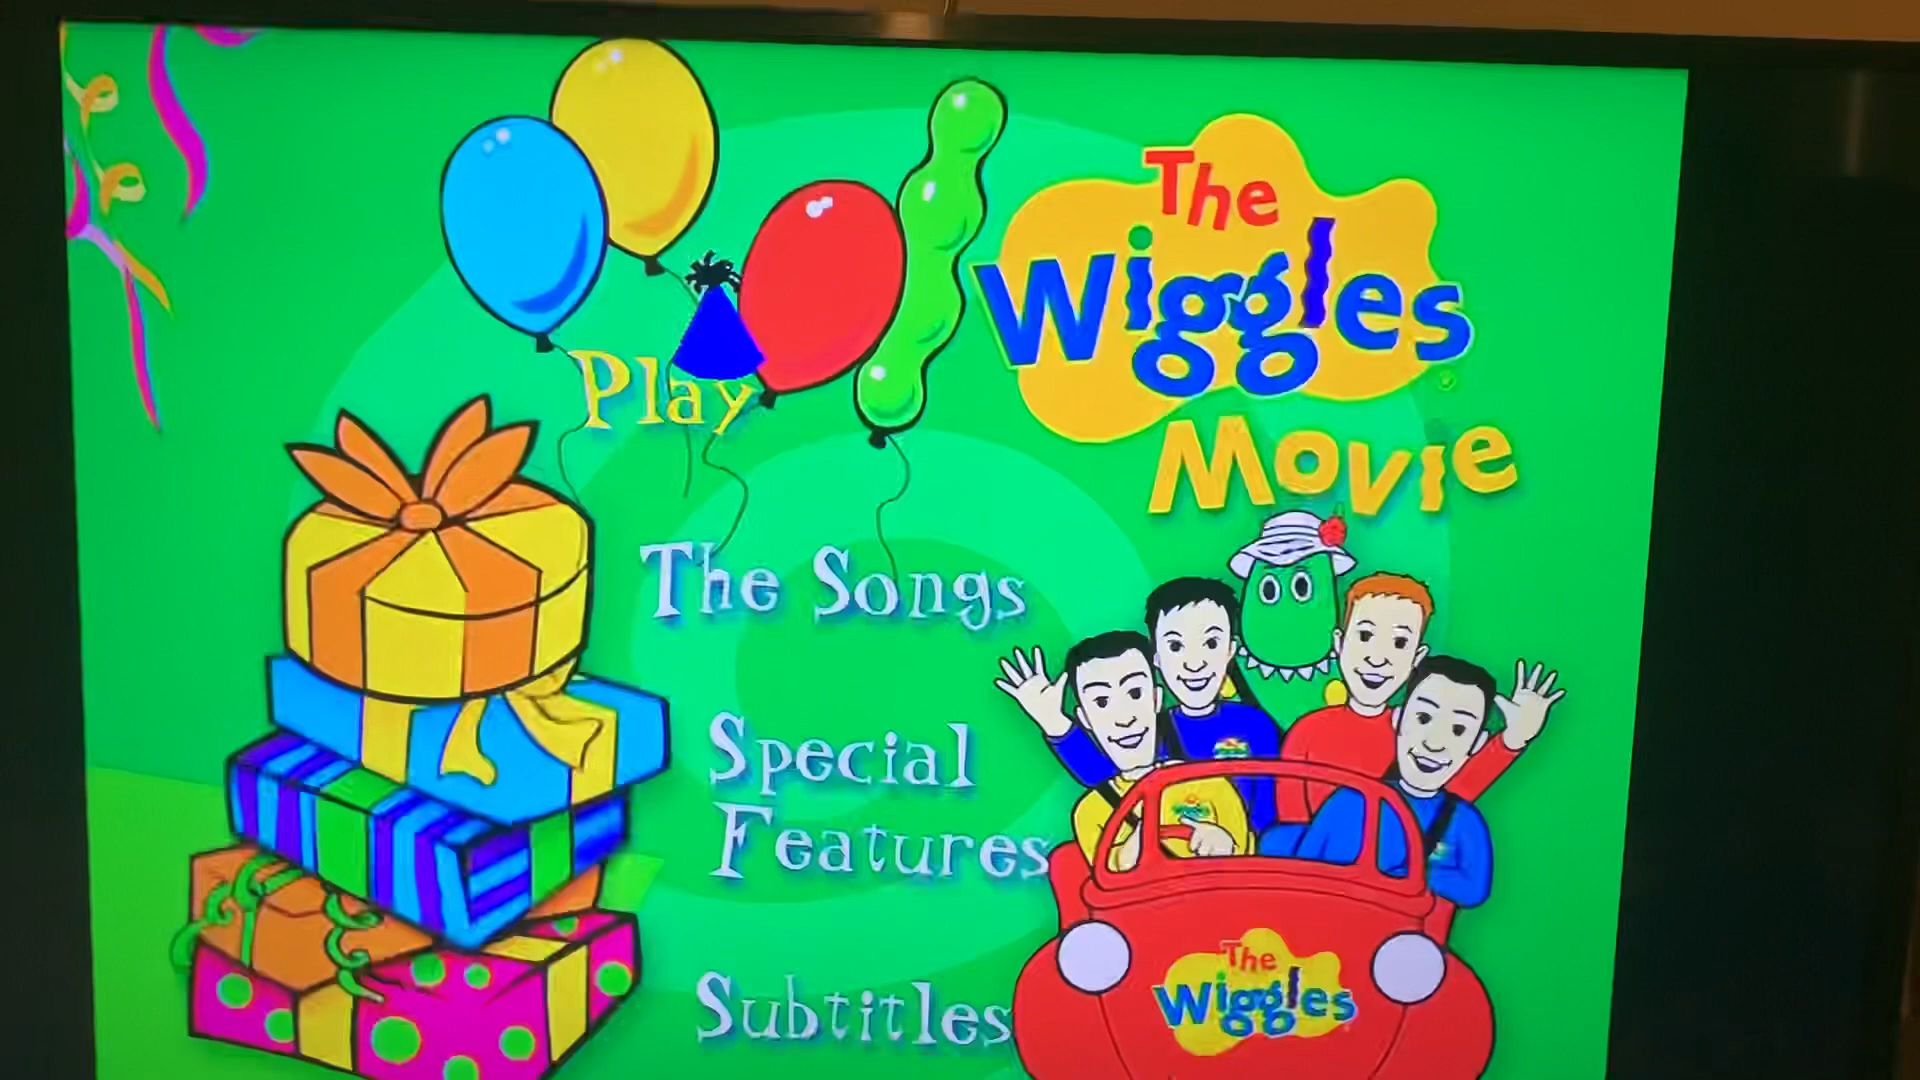 The
Wiggles
Movie
Play
The Songs
Special
Features
Subtitles
The
Wiggles